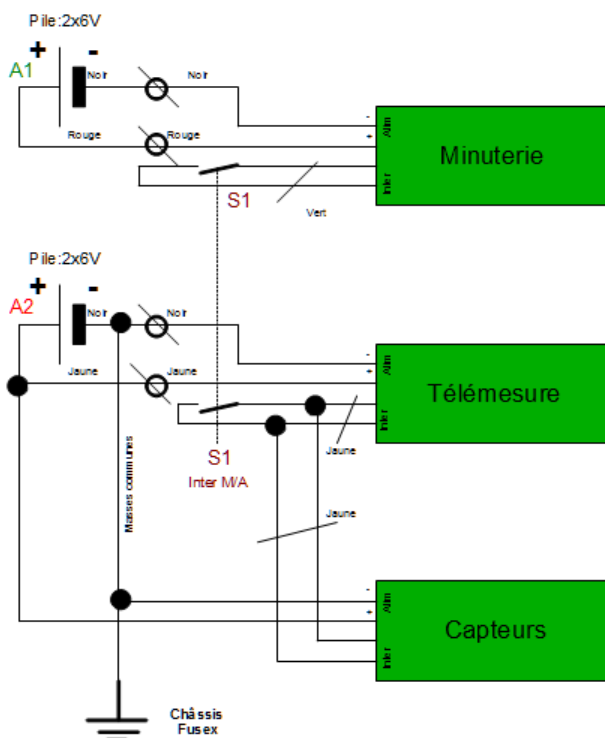 Pile:2x6V
+ -
A1
Noir
Noir
Rouge
Rouge
- Alim
+
Inter
Minuterie
S1
Vert
Pile:2x6V
+ -
A2
Noir
Noir
Jaune
Jaune
- Alim
+
Inter
Télémesure
Jaune
S1
Inter M/A
Masses communes
Jaune
- Alim
+
Inter
Capteurs
Châssis
Fusex